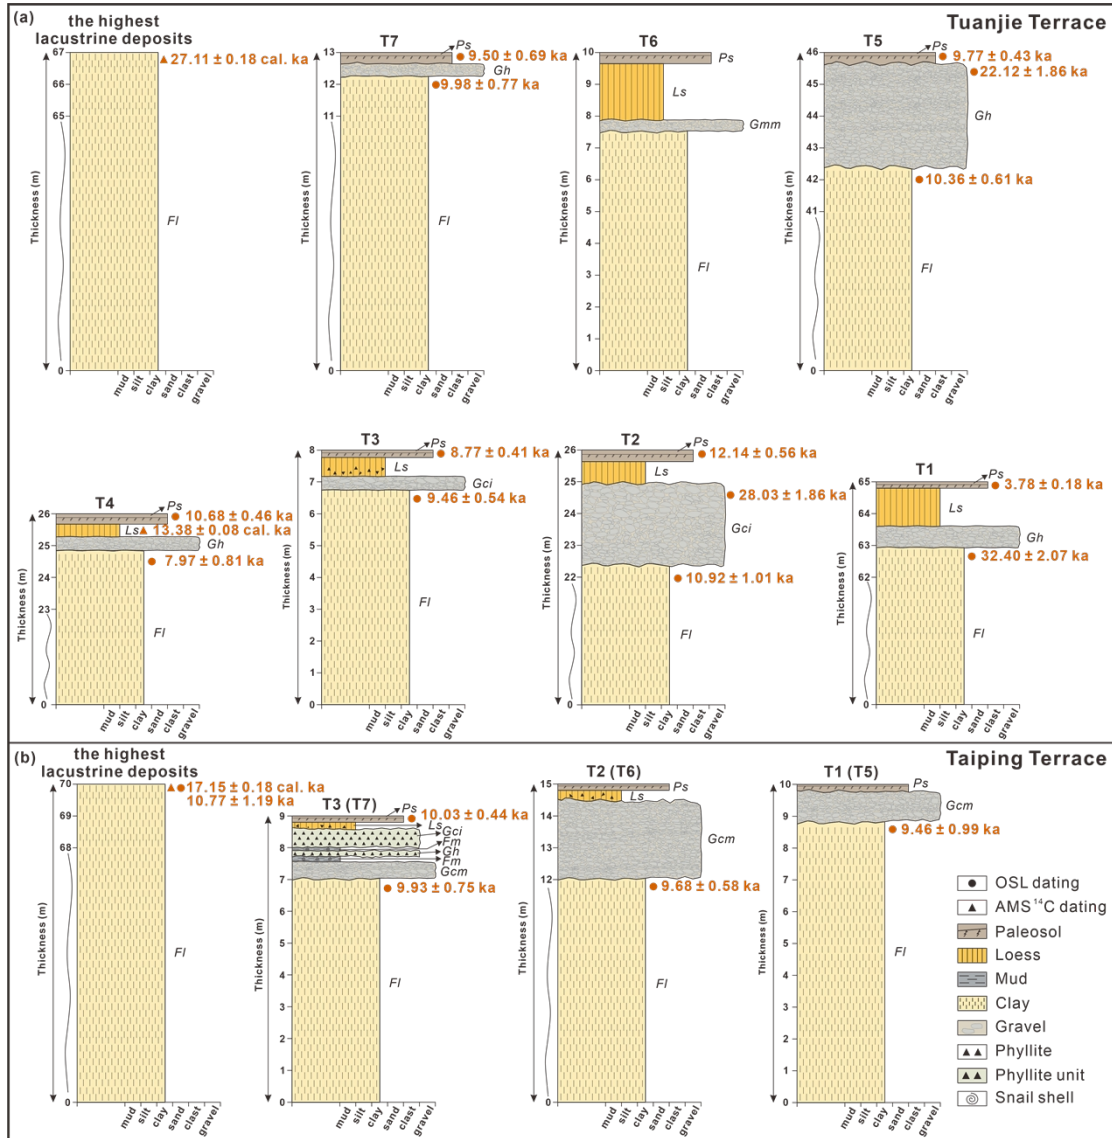 (a)
Tuanjie Terrace
the highest
lacustrine deposits
67
66
65
0
Thickness (m)
27.11 ± 0.18 cal. ka
Fl
mud
silt
clay
sand
clast
gravel
T7
13
12
11
0
Thickness (m)
Ps
9.50 ± 0.69 ka
Gh
9.98 ± 0.77 ka
Fl
mud
silt
clay
sand
clast
gravel
T6
10
9
8
7
6
5
4
3
2
1
0
Thickness (m)
Ps
Ls
Gmm
Fl
mud
silt
clay
sand
clast
gravel
T5
46
45
44
43
42
41
0
Thickness (m)
Ps
9.77 ± 0.43 ka
22.12 ± 1.86 ka
Gh
10.36 ± 0.61 ka
Fl
mud
silt
clay
sand
clast
gravel
T4
26
25
24
23
0
Thickness (m)
Ps
10.68 ± 0.46 ka
Ls
13.38 ± 0.08 cal. ka
Gh
7.97 ± 0.81 ka
Fl
mud
silt
clay
sand
clast
gravel
T3
8
7
6
5
4
3
2
1
0
Thickness (m)
Ps
8.77 ± 0.41 ka
Ls
Gci
9.46 ± 0.54 ka
Fl
mud
silt
clay
sand
clast
gravel
T2
26
25
24
23
22
0
Thickness (m)
Ps
12.14 ± 0.56 ka
Ls
28.03 ± 1.86 ka
Gci
10.92 ± 1.01 ka
Fl
mud
silt
clay
sand
clast
gravel
T1
65
64
63
62
0
Thickness (m)
Ps
3.78 ± 0.18 ka
Ls
Gh
32.40 ± 2.07 ka
Fl
mud
silt
clay
sand
clast
gravel
(b)
Taiping Terrace
the highest
lacustrine deposits
70
69
68
0
Thickness (m)
17.15 ± 0.18 cal. ka
10.77 ± 1.19 ka
Fl
mud
silt
clay
sand
clast
gravel
T3 (T7)
9
8
7
6
5
4
3
2
1
0
Thickness (m)
Ps
10.03 ± 0.44 ka
Ls
Gci
Fm
Gh
Fm
Gcm
9.93 ± 0.75 ka
Fl
mud
silt
clay
sand
clast
gravel
T2 (T6)
15
14
13
12
0
Thickness (m)
Ps
Ls
Gcm
9.68 ± 0.58 ka
Fl
mud
silt
clay
sand
clast
gravel
T1 (T5)
10
9
8
7
6
5
4
3
2
1
0
Thickness (m)
Ps
Gcm
9.46 ± 0.99 ka
Fl
mud
silt
clay
sand
clast
gravel
OSL dating
AMS ¹⁴C dating
Paleosol
Loess
Mud
Clay
Gravel
Phyllite
Phyllite unit
Snail shell